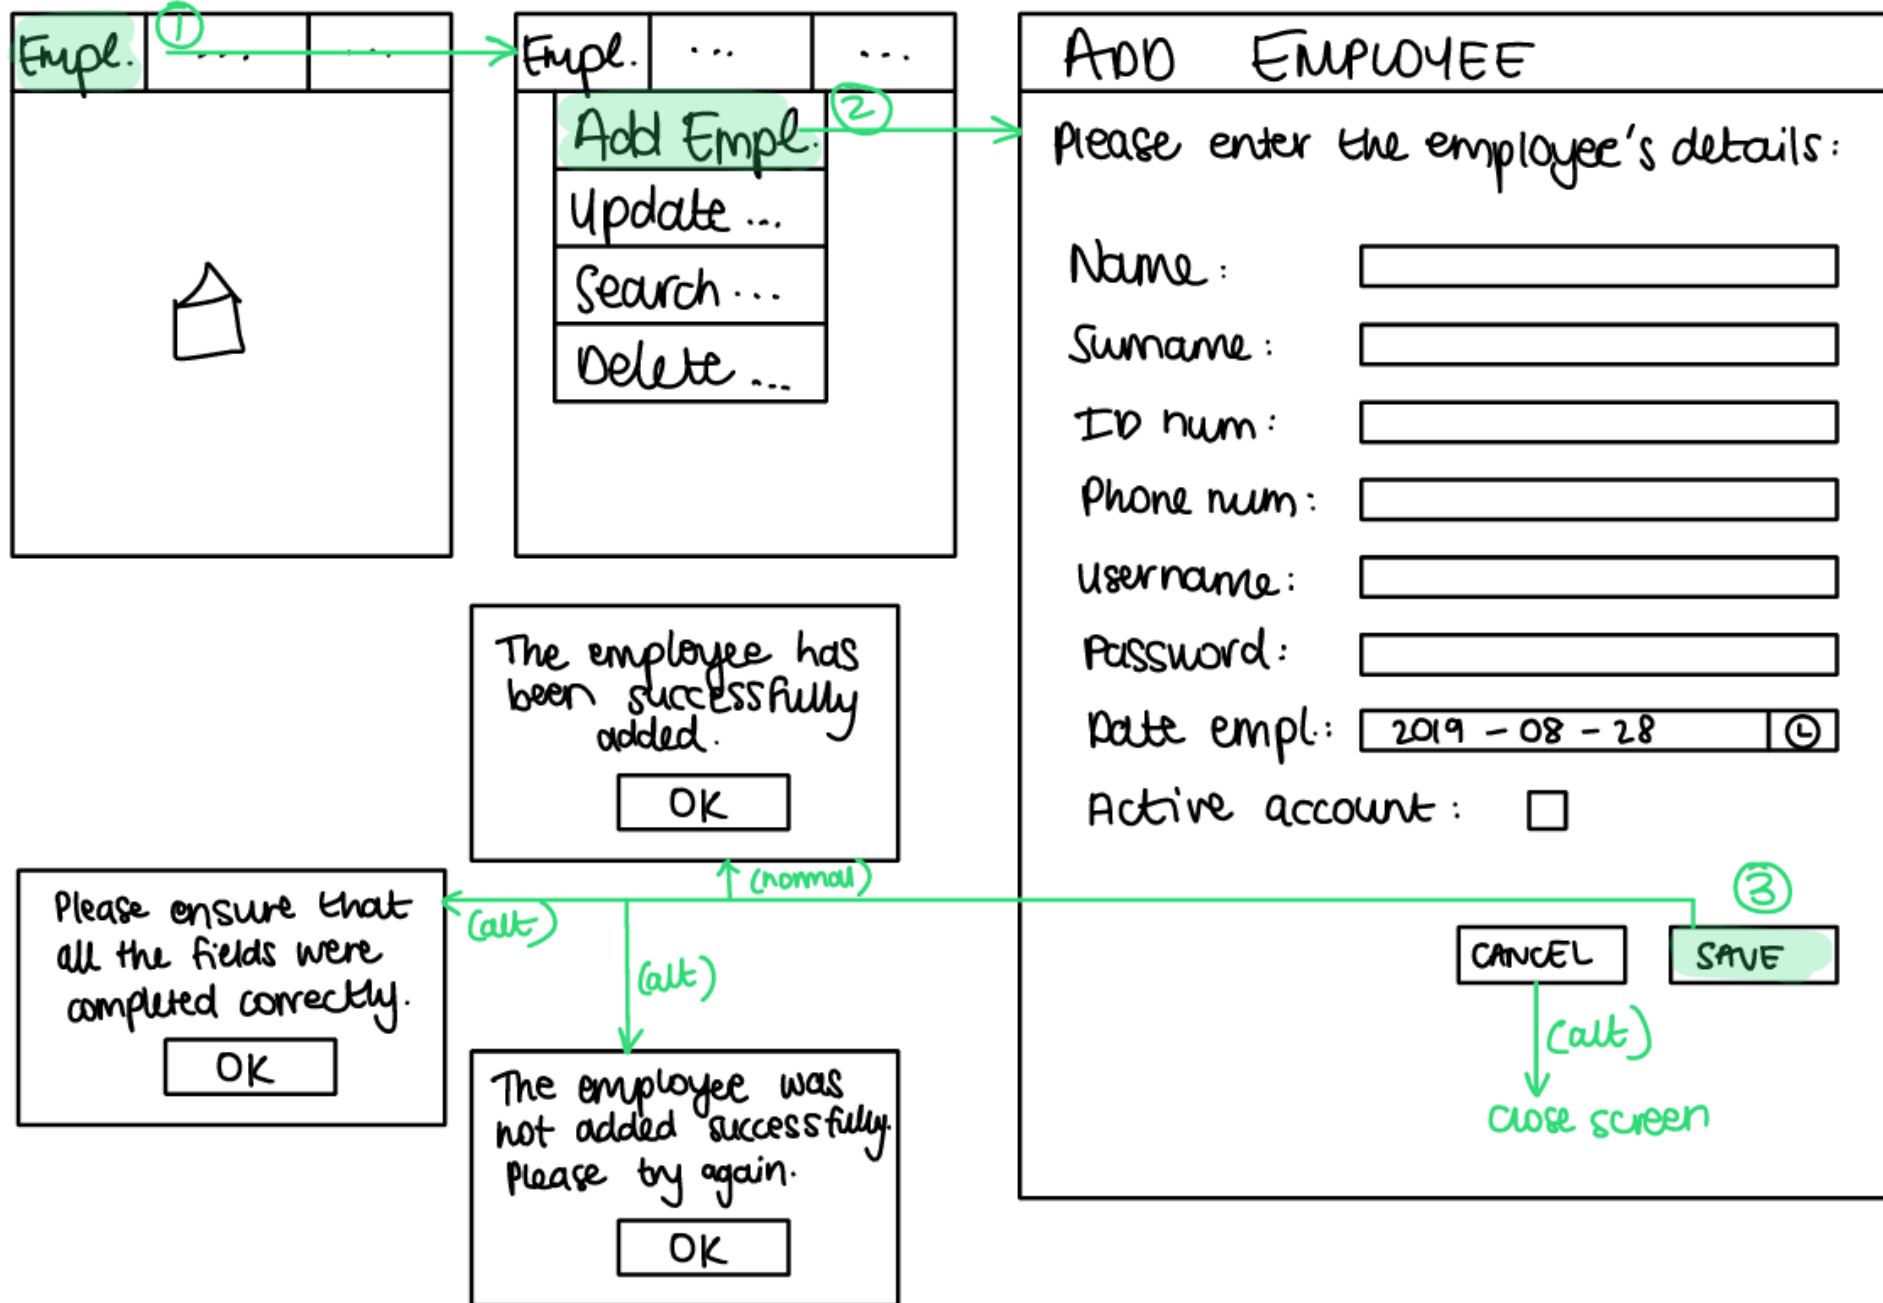 Empl.
①
...
...
Empl.
...
...
Add Empl.
②
Update ...
Search ...
Delete ...
ADD EMPLOYEE
Please enter the employee's details:
Name:
Surname:
ID num:
Phone num:
Username:
Password:
Date empl.: 2019 - 08 - 28
Active account:
③
CANCEL
SAVE
(alt)
close screen
The employee has
been successfully
added.
OK
(normal)
(alt)
(alt)
Please ensure that
all the fields were
completed correctly.
OK
The employee was
not added successfully.
Please try again.
OK